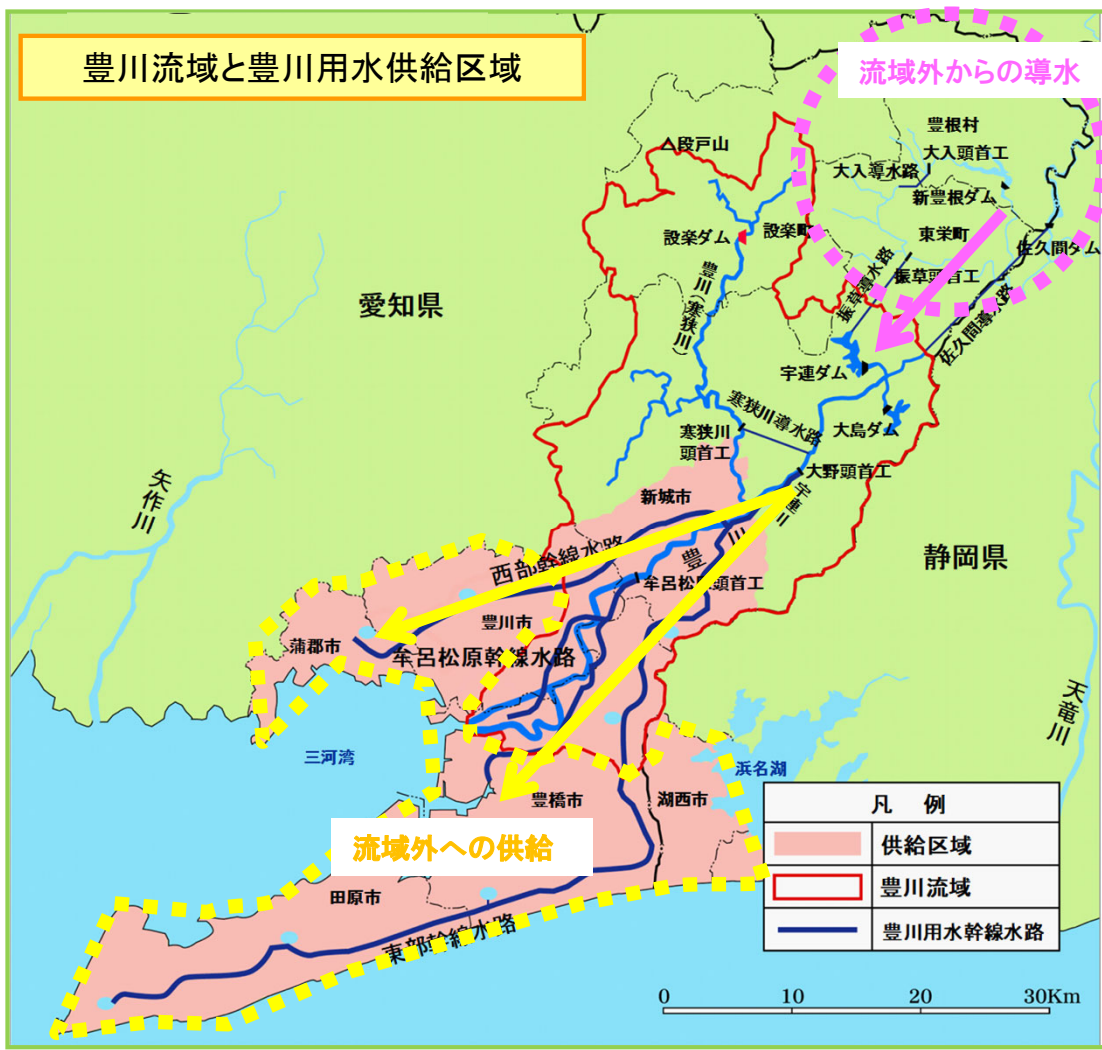 豊川流域と豊川用水供給区域
流域外からの導水
豊根村
△段戸山
大入頭首工
大入導水路
新豊根ダム
設楽ダム
設楽町
東栄町
佐久間ダム
振草頭首工
振草導水路
豊川(寒狭川)
愛知県
佐久間導水路
宇連ダム
寒狭川導水路
大島ダム
寒狭川
頭首工
大野頭首工
宇連川
矢作川
新城市
静岡県
西部幹線水路
豊川
牟呂松原頭首工
豊川市
蒲郡市
牟呂松原幹線水路
天竜川
三河湾
浜名湖
豊橋市
湖西市
凡 例
供給区域
豊川流域
豊川用水幹線水路
流域外への供給
田原市
東部幹線水路
0 10 20 30Km